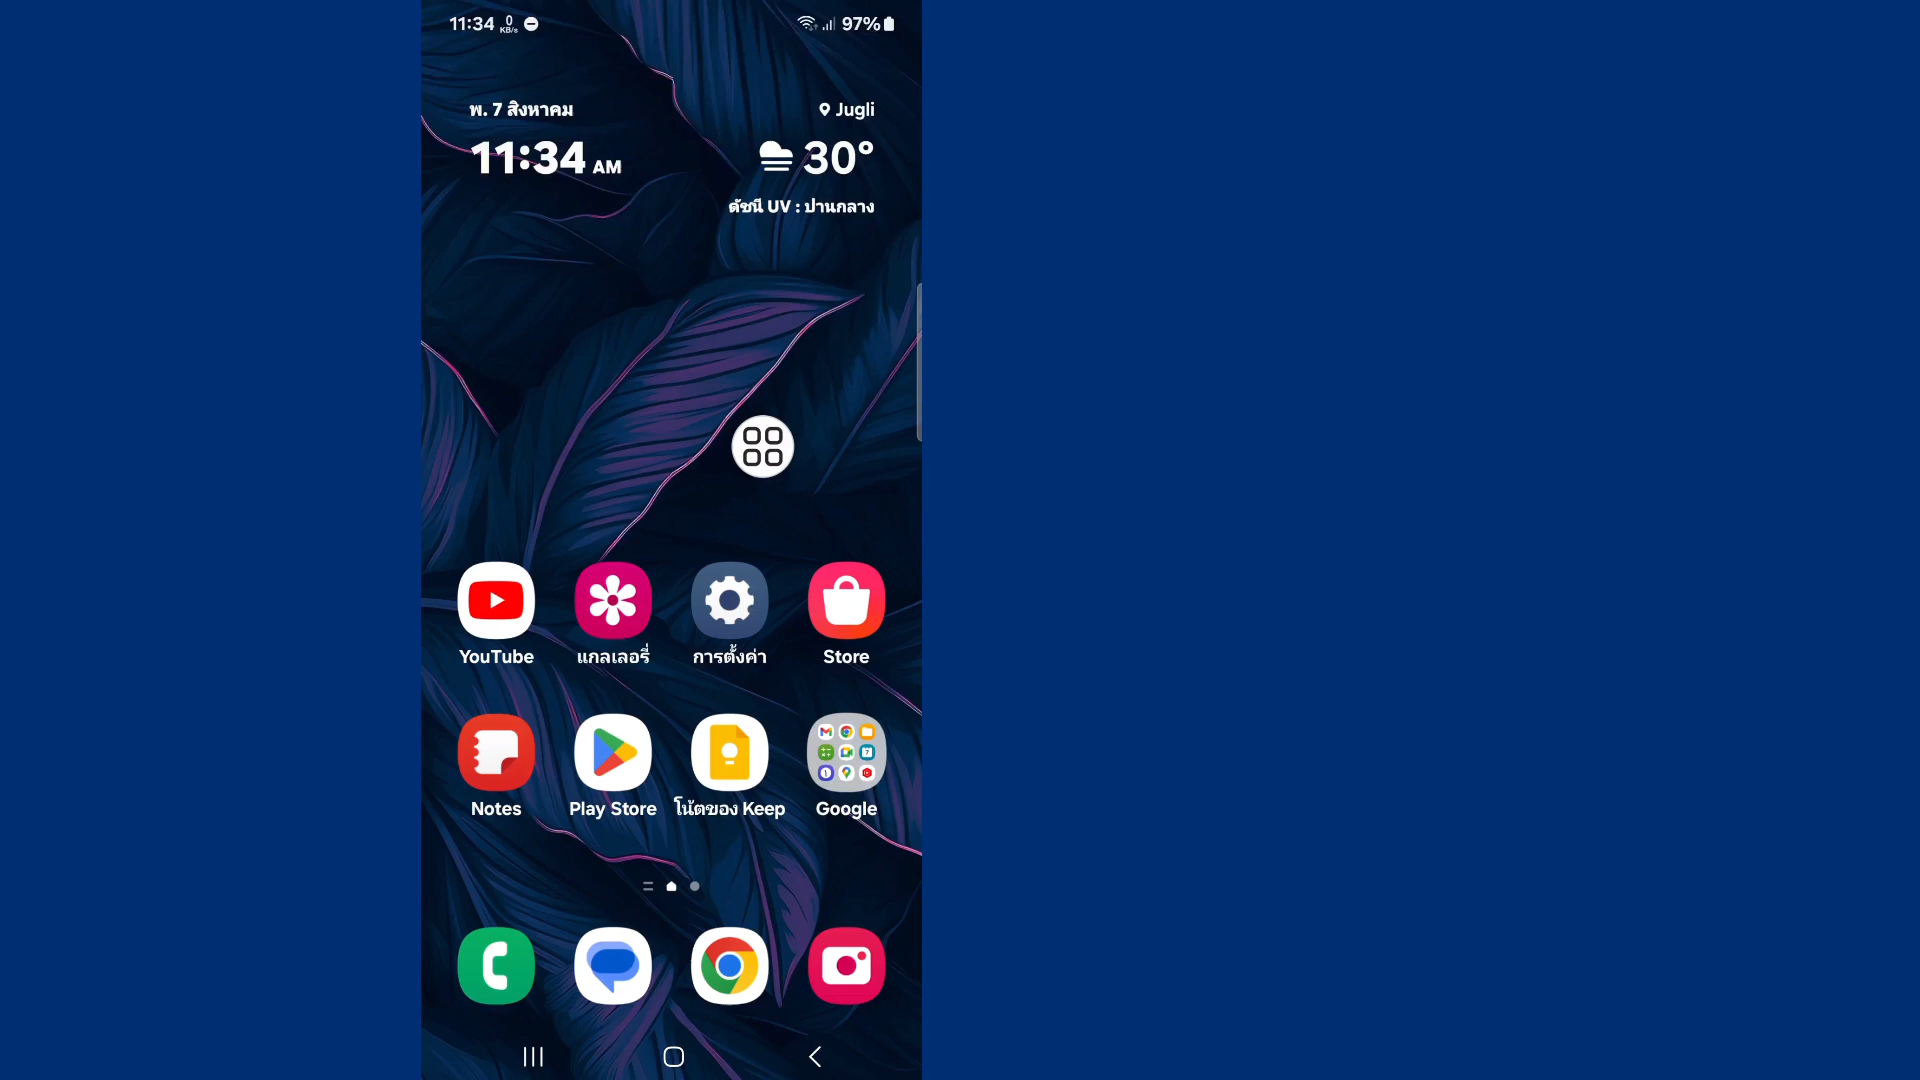 11:34 0 KB/s 97%
พ. 7 สิงหาคม
Jugli
11:34 AM
30°
ดัชนี UV : ปานกลาง
YouTube
แกลเลอรี่
การตั้งค่า
Store
Notes
Play Store
โน้ตของ Keep
Google